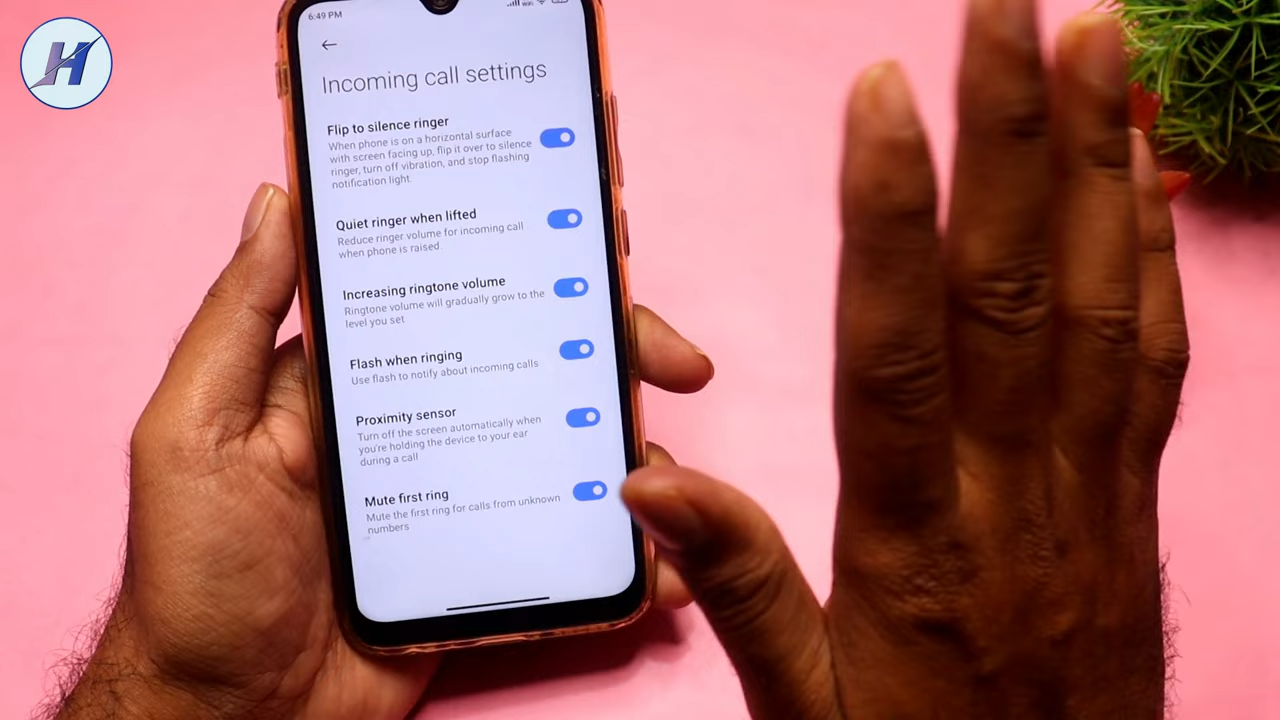 H
6:49 PM
Incoming call settings
Flip to silence ringer
When phone is on a horizontal surface
with screen facing up, flip it over to silence
ringer, turn off vibration, and stop flashing
notification light.
Quiet ringer when lifted
Reduce ringer volume for incoming call
when phone is raised.
Increasing ringtone volume
Ringtone volume will gradually grow to the
level you set
Flash when ringing
Use flash to notify about incoming calls
Proximity sensor
Turn off the screen automatically when
you're holding the device to your ear
during a call
Mute first ring
Mute the first ring for calls from unknown
numbers